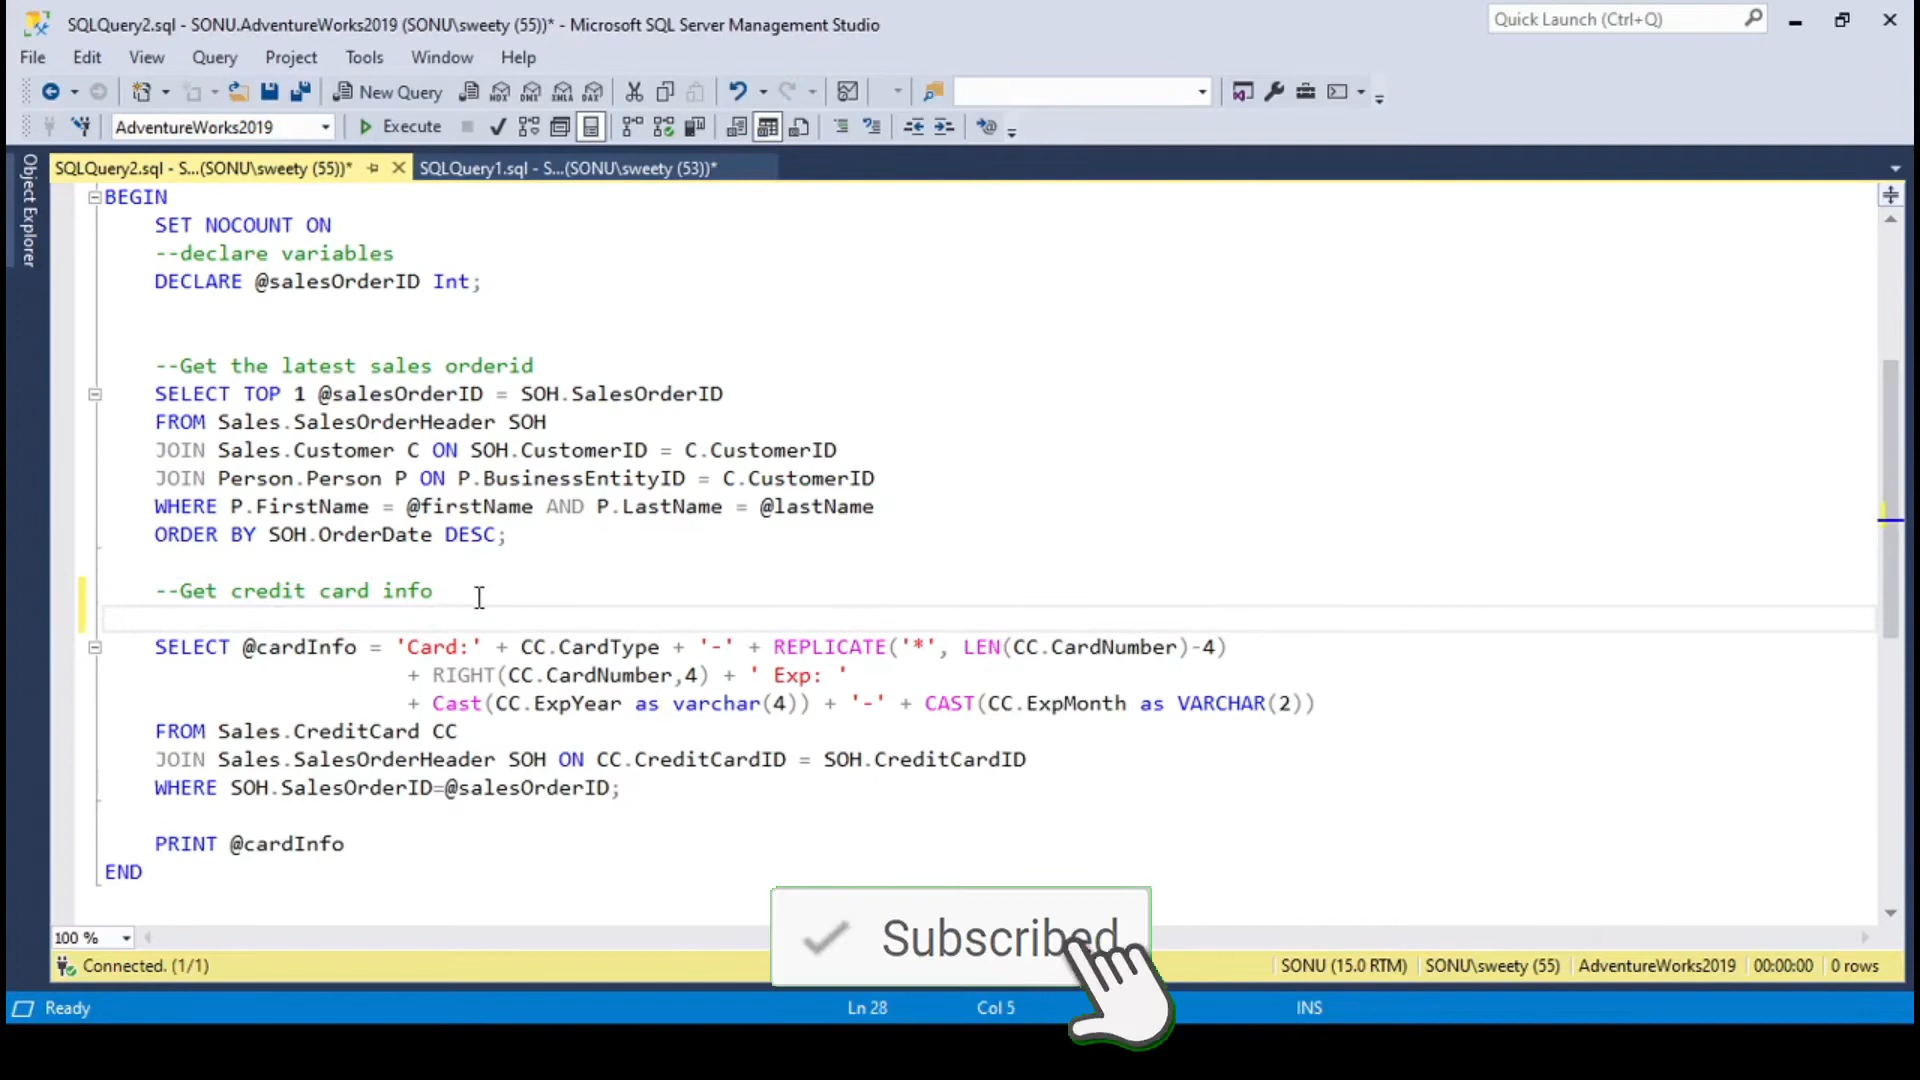 SQLQuery2.sql - SONU.AdventureWorks2019 (SONU\sweety (55))* - Microsoft SQL Server Management Studio
Quick Launch (Ctrl+Q)
File Edit View Query Project Tools Window Help
New Query MDX DMX XMLA DAX
AdventureWorks2019 Execute
SQLQuery2.sql - S...(SONU\sweety (55))* SQLQuery1.sql - S...(SONU\sweety (53))*
Object Explorer
BEGIN
SET NOCOUNT ON
--declare variables
DECLARE @salesOrderID Int;
--Get the latest sales orderid
SELECT TOP 1 @salesOrderID = SOH.SalesOrderID
FROM Sales.SalesOrderHeader SOH
JOIN Sales.Customer C ON SOH.CustomerID = C.CustomerID
JOIN Person.Person P ON P.BusinessEntityID = C.CustomerID
WHERE P.FirstName = @firstName AND P.LastName = @lastName
ORDER BY SOH.OrderDate DESC;
--Get credit card info
SELECT @cardInfo = 'Card:' + CC.CardType + '-' + REPLICATE('*', LEN(CC.CardNumber)-4)
+ RIGHT(CC.CardNumber,4) + ' Exp: '
+ Cast(CC.ExpYear as varchar(4)) + '-' + CAST(CC.ExpMonth as VARCHAR(2))
FROM Sales.CreditCard CC
JOIN Sales.SalesOrderHeader SOH ON CC.CreditCardID = SOH.CreditCardID
WHERE SOH.SalesOrderID=@salesOrderID;
PRINT @cardInfo
END
Subscribed
100 %
Connected. (1/1) SONU (15.0 RTM) SONU\sweety (55) AdventureWorks2019 00:00:00 0 rows
Ready Ln 28 Col 5 INS